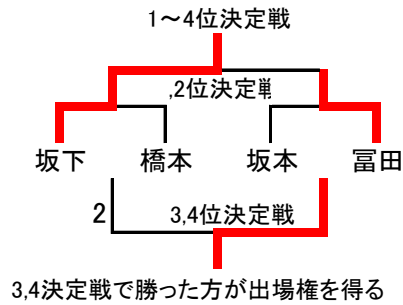 1～4位決定戦
,2位決定戦
坂下 橋本 坂本 冨田
2 3,4位決定戦
3,4決定戦で勝った方が出場権を得る